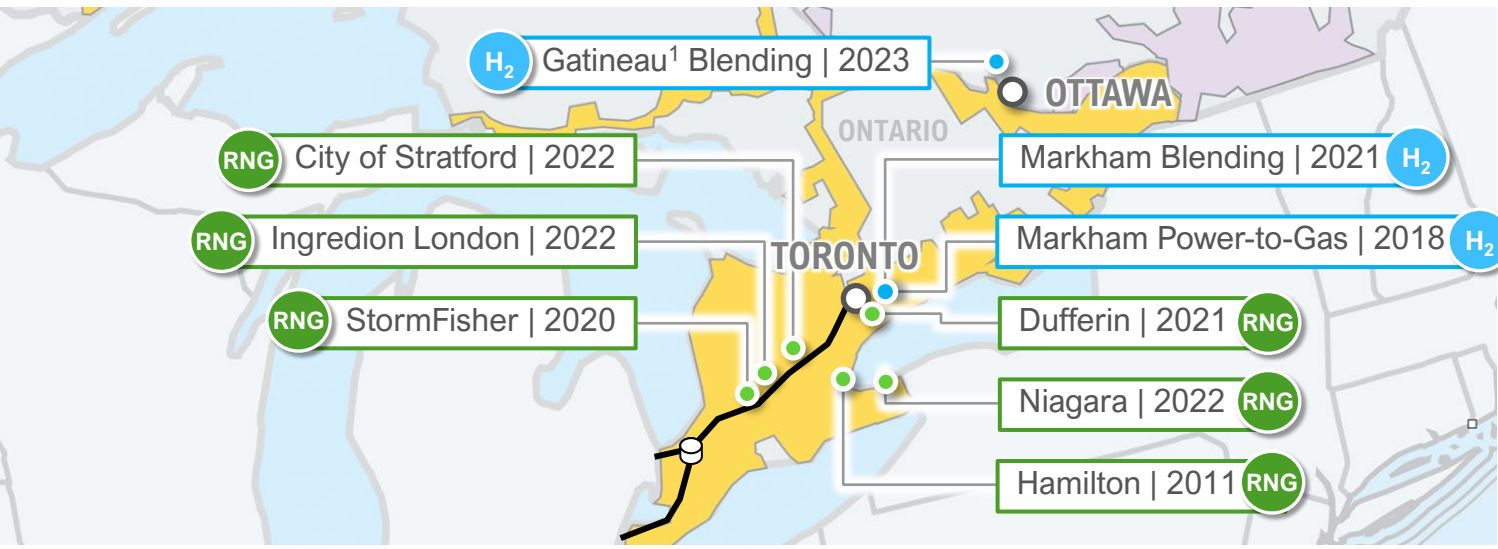 H₂ Gatineau¹ Blending | 2023
OTTAWA
ONTARIO
RNG City of Stratford | 2022
Markham Blending | 2021 H₂
RNG Ingredion London | 2022
TORONTO
Markham Power-to-Gas | 2018 H₂
RNG StormFisher | 2020
Dufferin | 2021 RNG
Niagara | 2022 RNG
Hamilton | 2011 RNG